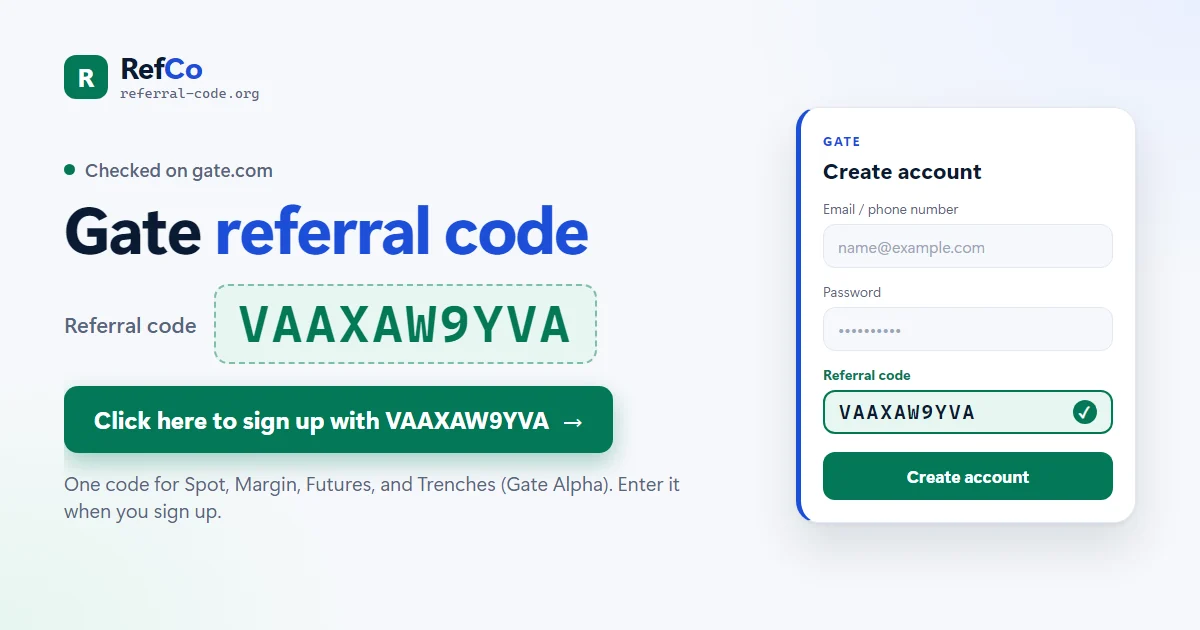 R
RefCo
referral-code.org
Checked on gate.com
Gate referral code
Referral code
VAAXAW9YVA
Click here to sign up with VAAXAW9YVA →
One code for Spot, Margin, Futures, and Trenches (Gate Alpha). Enter it
when you sign up.
GATE
Create account
Email / phone number
name@example.com
Password
••••••••••
Referral code
VAAXAW9YVA
Create account